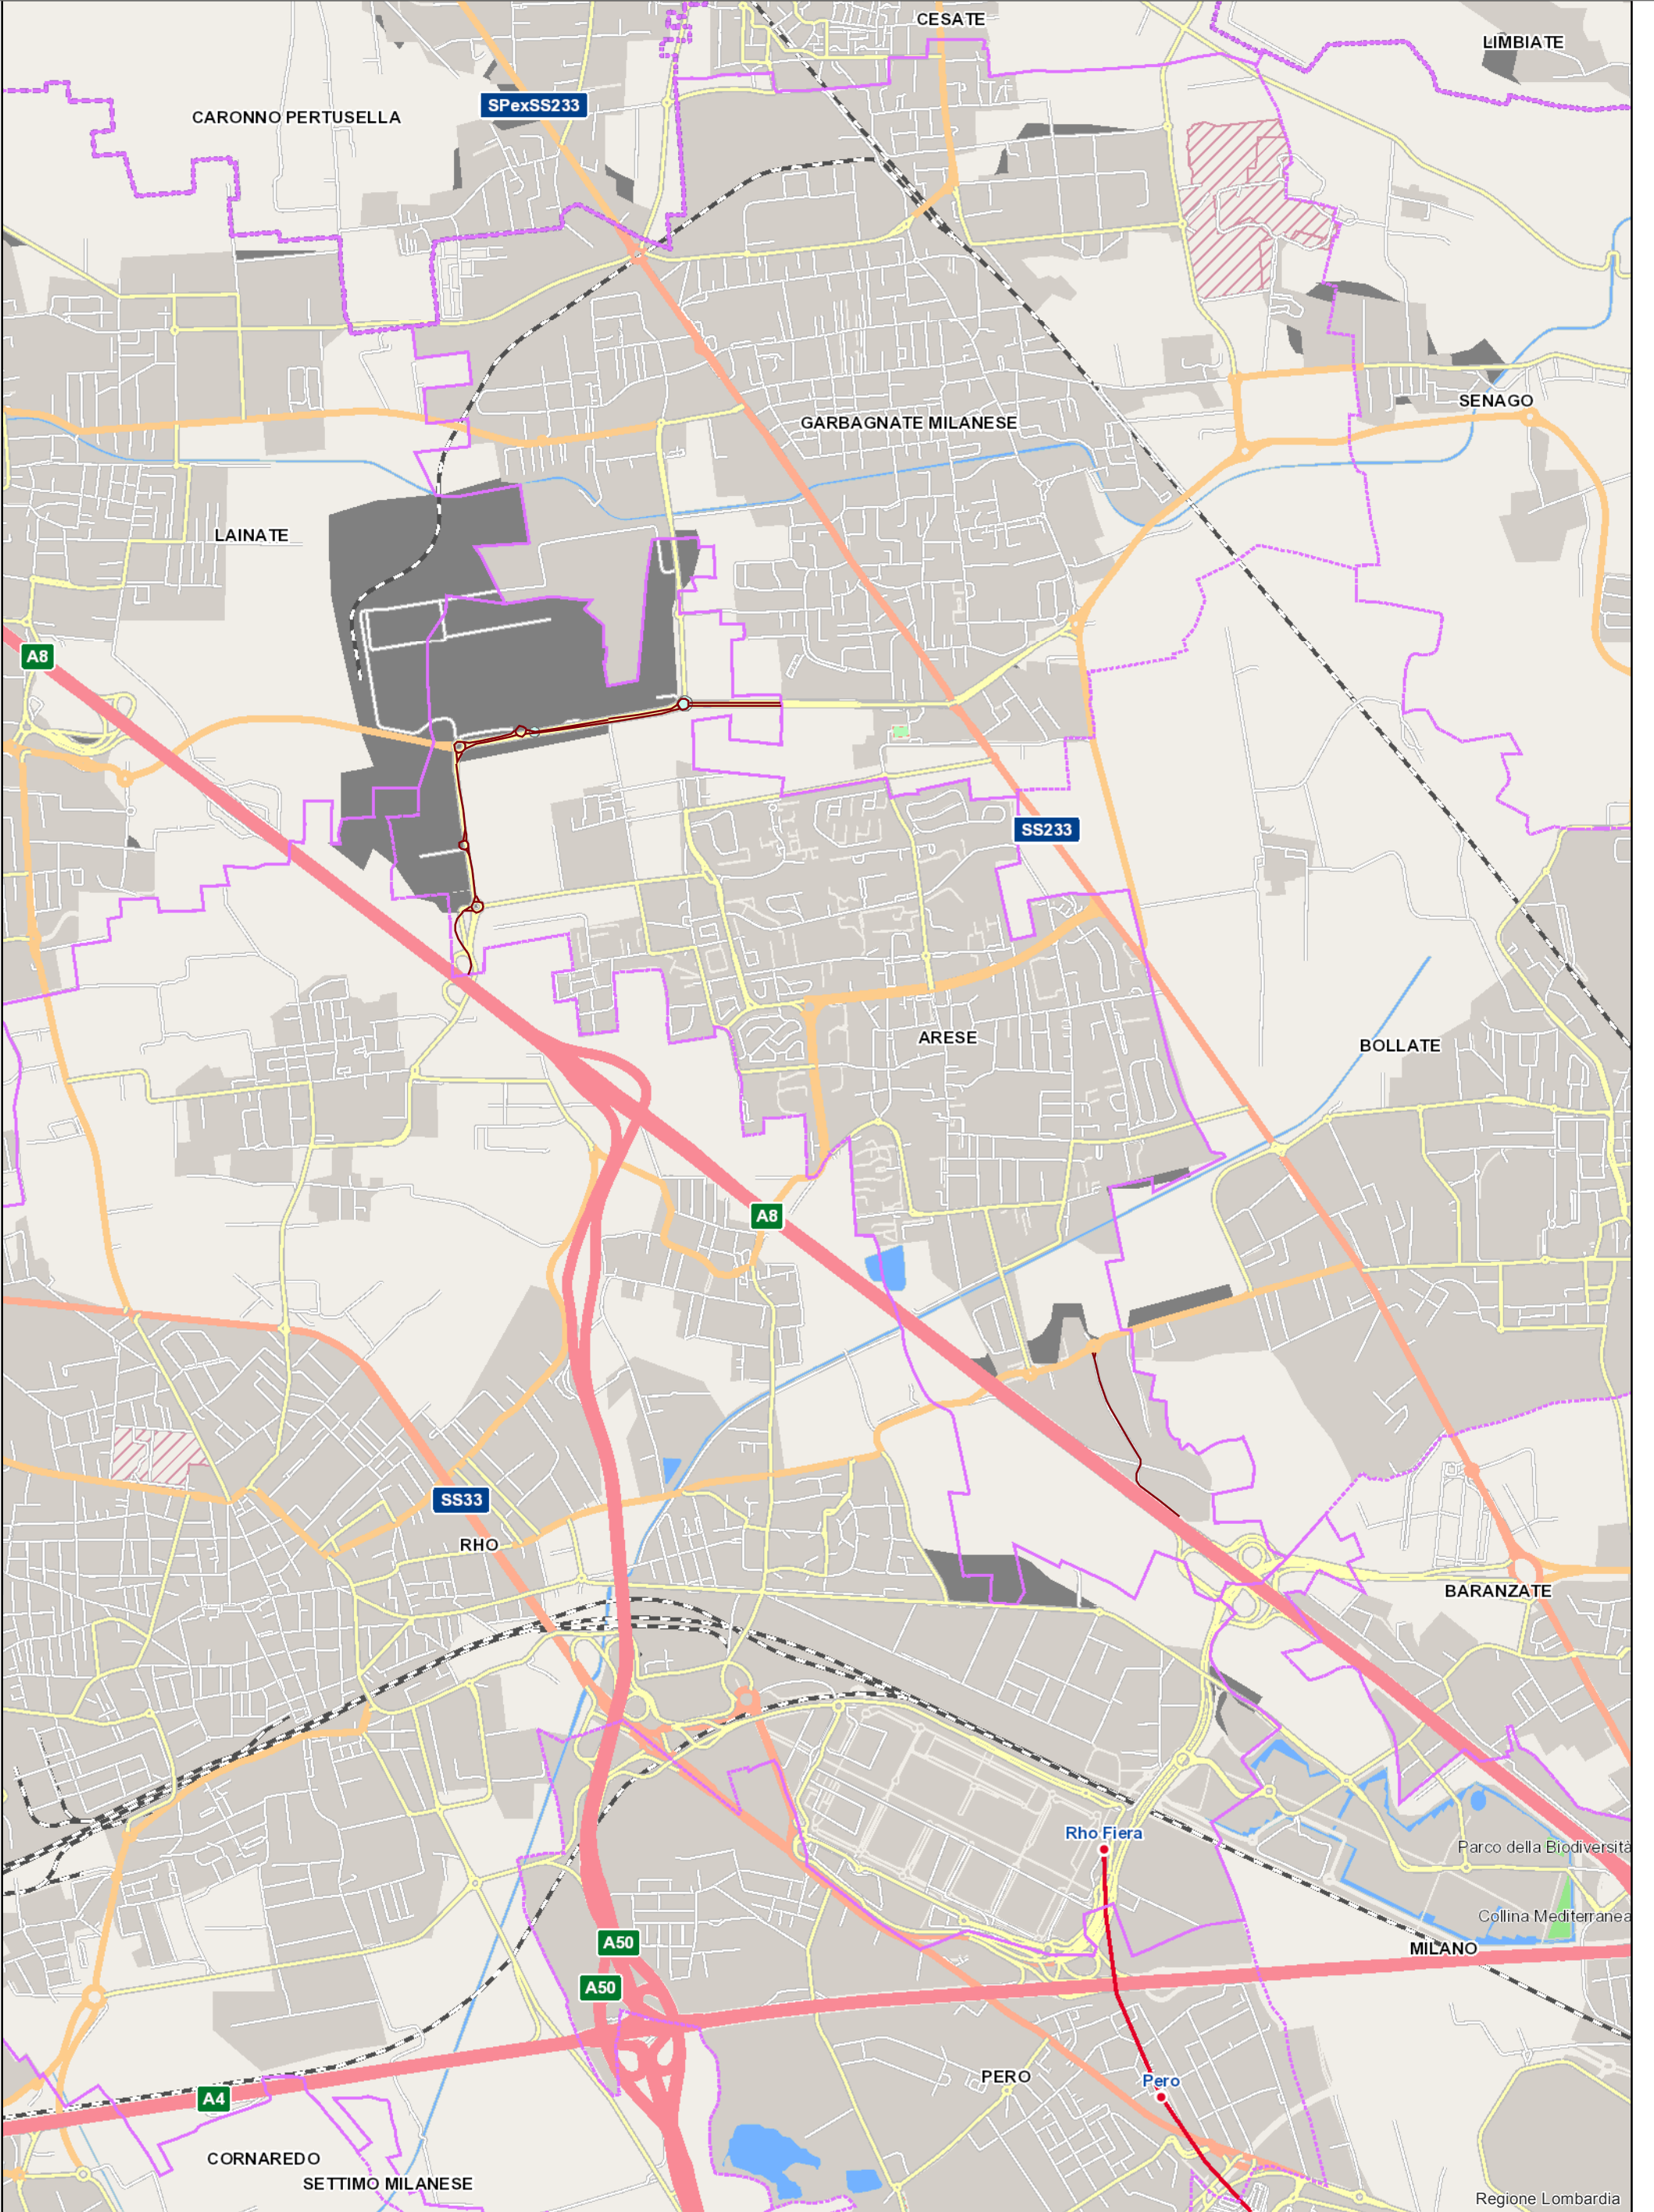 CESATE
LIMBIATE
SPexSS233
CARONNO PERTUSELLA
SENAGO
GARBAGNATE MILANESE
LAINATE
A8
SS233
ARESE
BOLLATE
A8
SS33
RHO
BARANZATE
Rho Fiera
Parco della Biodiversità
Collina Mediterranea
A50
MILANO
A50
PERO
Pero
A4
CORNAREDO
SETTIMO MILANESE
Regione Lombardia